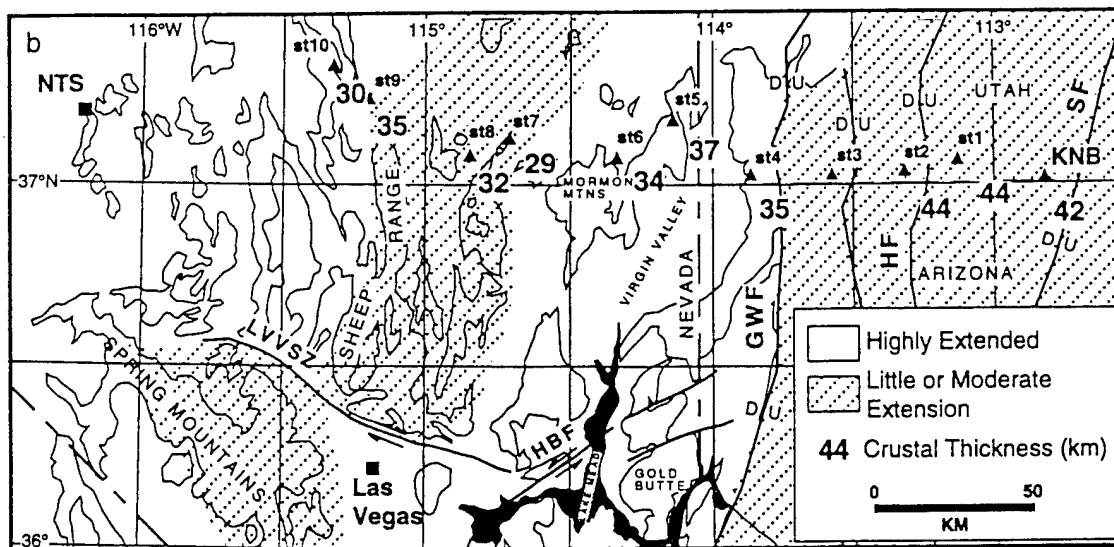 b
116°W
115°
114°
113°
st10
st9
NTS
30
35
st8
st7
32
29
st6
st5
MORMON
MTNS
34
37
st4
35
st3
st2
st1
D U
D U
D U
UTAH
SF
KNB
37°N
44
44
42
D U
HF
ARIZONA
SHEEP RANGE
VIRGIN VALLEY
NEVADA
GWF
LVVSZ
SPRING MOUNTAINS
HBF
D U
LAKE MEAD
GOLD
BUTTE
Las
Vegas
36°
Highly Extended
Little or Moderate
Extension
44 Crustal Thickness (km)
0 50
KM